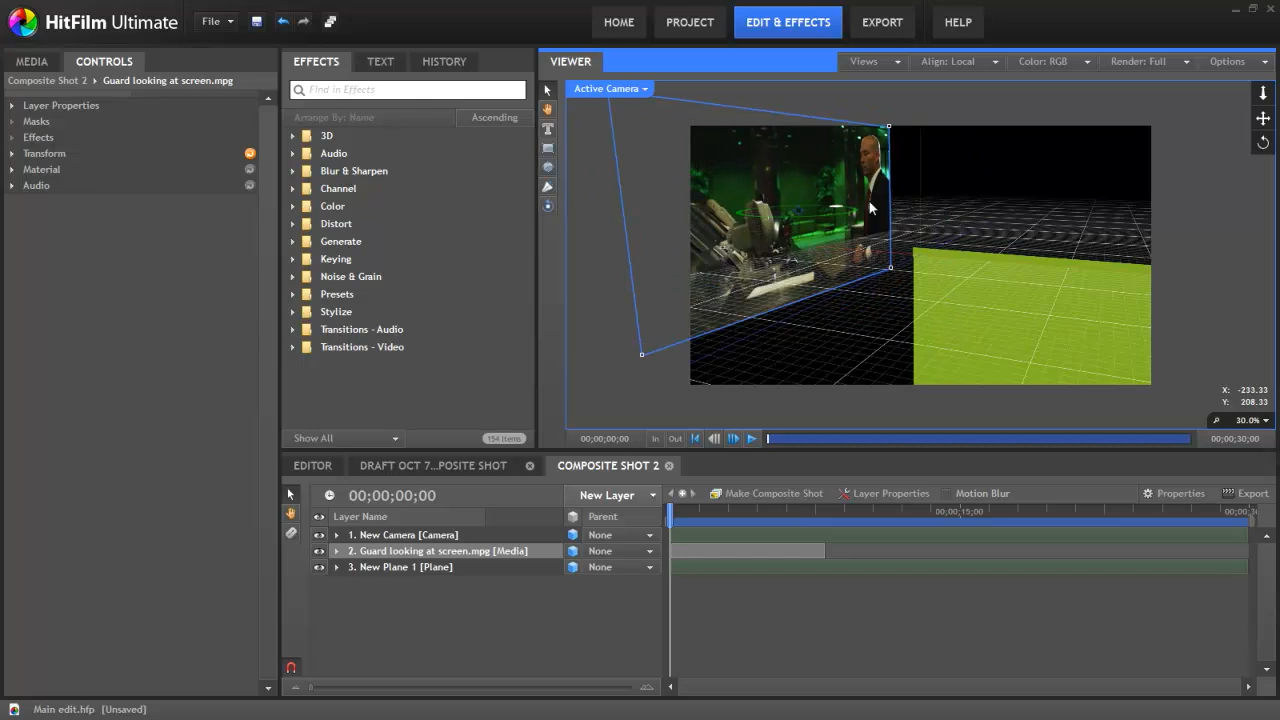 HitFilm Ultimate
File
HOME
PROJECT
EDIT & EFFECTS
EXPORT
HELP
MEDIA
CONTROLS
Composite Shot 2
Guard looking at screen.mpg
Layer Properties
Masks
Effects
Transform
Material
Audio
EFFECTS
TEXT
HISTORY
Find in Effects
Arrange By: Name
Ascending
3D
Audio
Blur & Sharpen
Channel
Color
Distort
Generate
Keying
Noise & Grain
Presets
Stylize
Transitions - Audio
Transitions - Video
Show All
154 Items
VIEWER
Views
Align: Local
Color: RGB
Render: Full
Options
Active Camera
X: -233.33
Y: 208.33
30.0%
00;00;00;00
In
Out
00;00;30;00
EDITOR
DRAFT OCT 7...POSITE SHOT
COMPOSITE SHOT 2
00;00;00;00
New Layer
Make Composite Shot
Layer Properties
Motion Blur
Properties
Export
Layer Name
Parent
00;00;15;00
00;00;3
1. New Camera [Camera]
None
2. Guard looking at screen.mpg [Media]
None
3. New Plane 1 [Plane]
None
Main edit.hfp
[Unsaved]